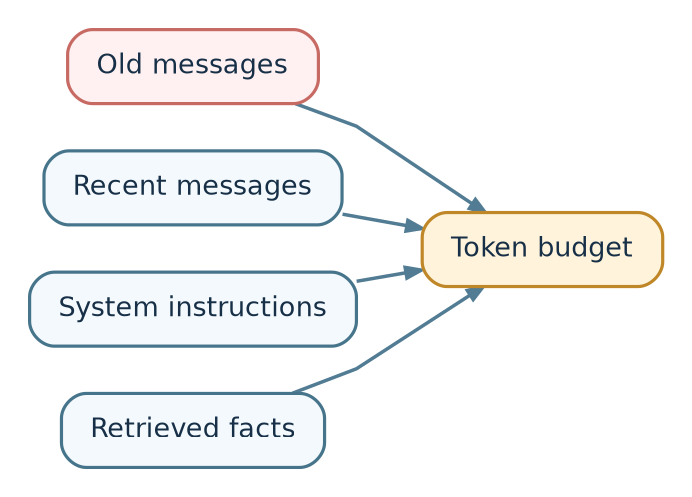 Old messages
Recent messages
Token budget
System instructions
Retrieved facts